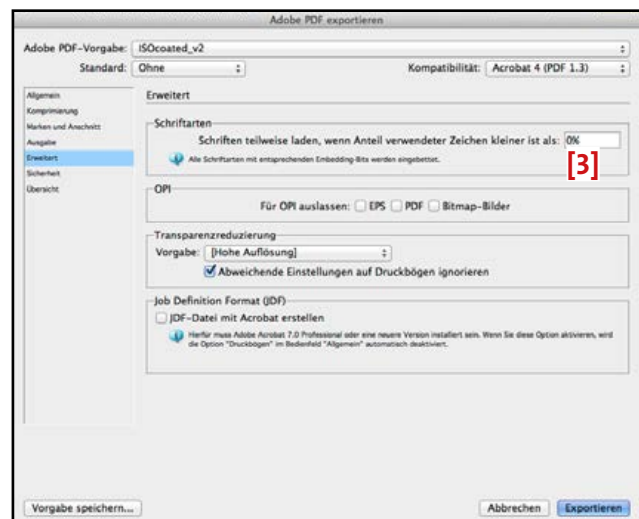 Adobe PDF exportieren
Adobe PDF-Vorgabe: ISOcoated_v2
Standard: Ohne Kompatibilität: Acrobat 4 (PDF 1.3)
Allgemein
Komprimierung
Marken und Anschnitt
Ausgabe
Erweitert
Sicherheit
Übersicht
Erweitert
Schriftarten
Schriften teilweise laden, wenn Anteil verwendeter Zeichen kleiner ist als: 0%
[3]
Alle Schriftarten mit entsprechenden Embedding-Bits werden eingebettet.
OPI
Für OPI auslassen: EPS PDF Bitmap-Bilder
Transparenzreduzierung
Vorgabe: [Hohe Auflösung]
Abweichende Einstellungen auf Druckbögen ignorieren
Job Definition Format (JDF)
JDF-Datei mit Acrobat erstellen
Hierfür muss Adobe Acrobat 7.0 Professional oder eine neuere Version installiert sein. Wenn Sie diese Option aktivieren, wird
die Option "Druckbögen" im Bedienfeld "Allgemein" automatisch deaktiviert.
Vorgabe speichern... Abbrechen Exportieren